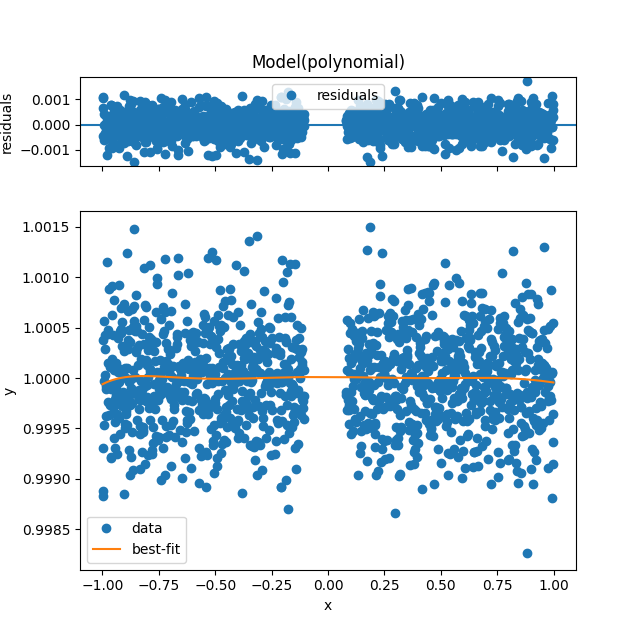 Model(polynomial)
residuals
0.001
0.000
−0.001
residuals
y
1.0015
1.0010
1.0005
1.0000
0.9995
0.9990
0.9985
data
best-fit
−1.00 −0.75 −0.50 −0.25 0.00 0.25 0.50 0.75 1.00
x